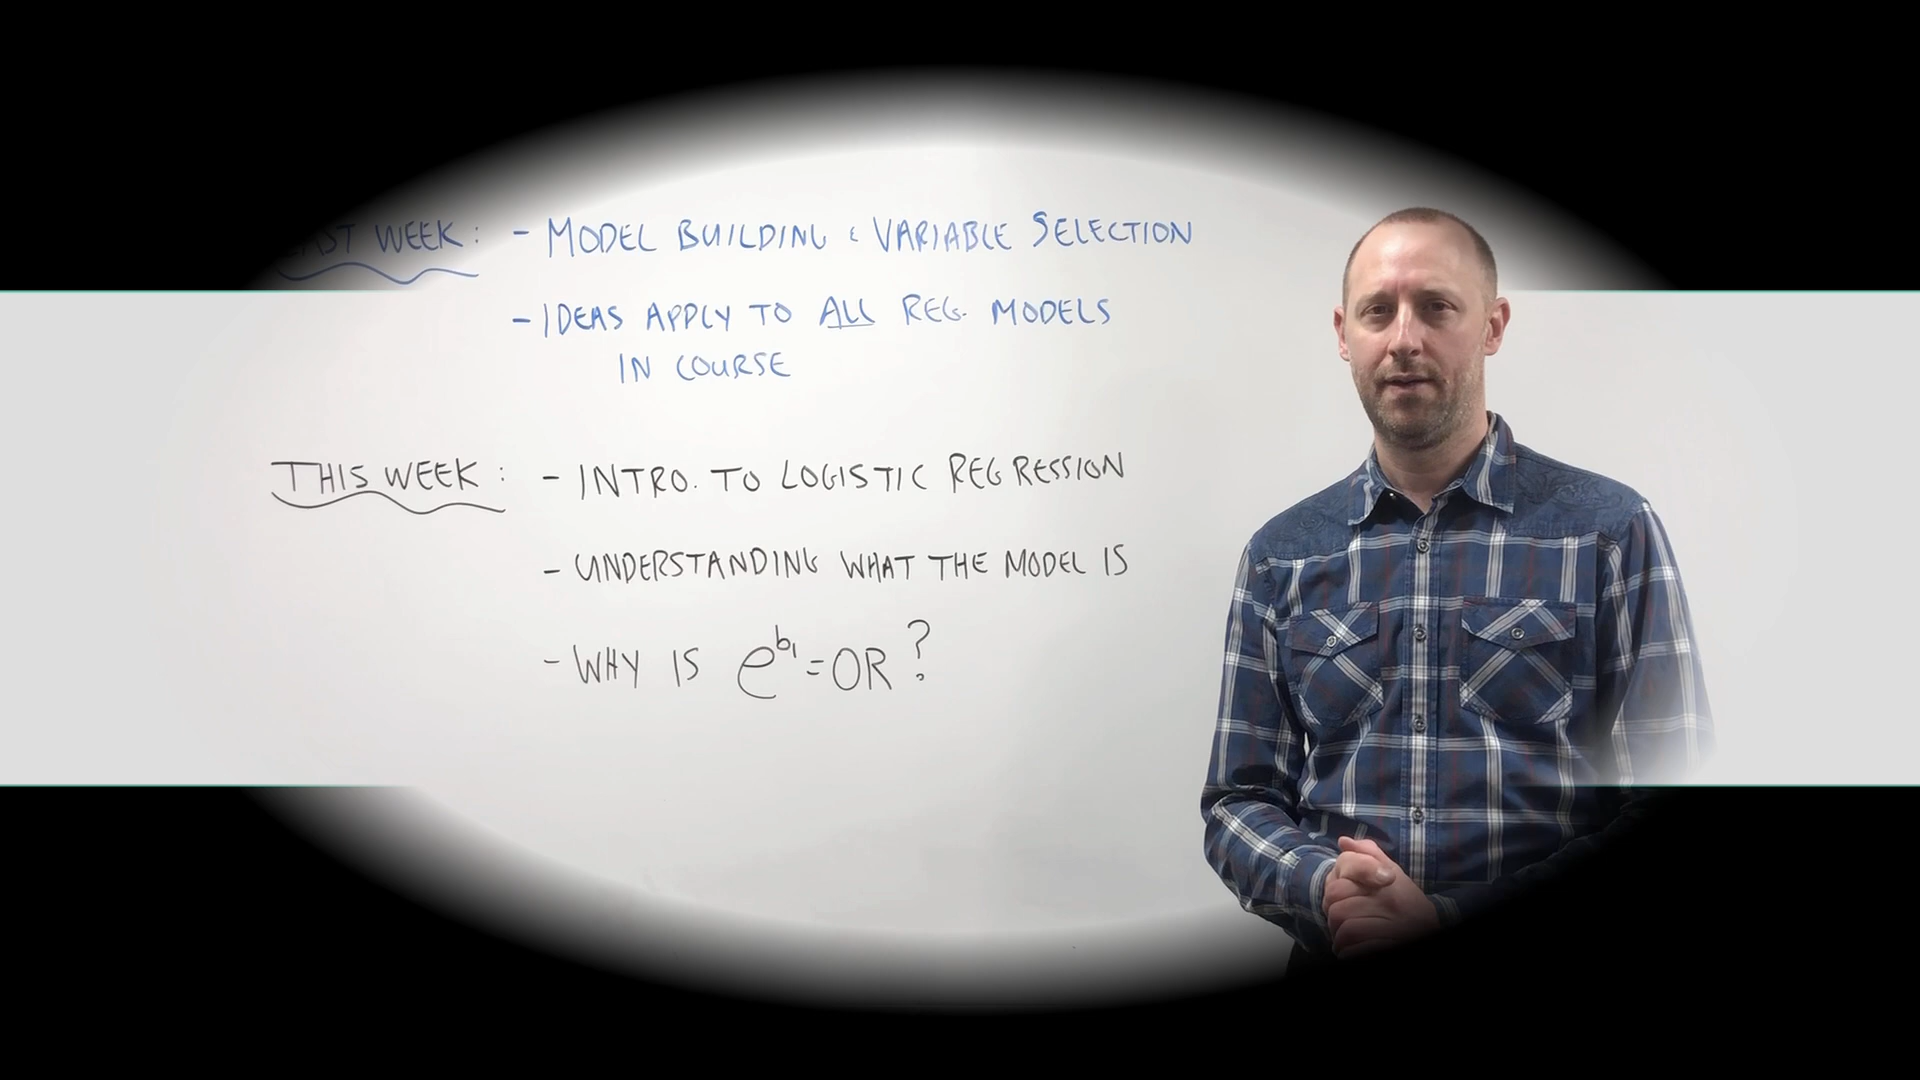 LAST WEEK: - MODEL BUILDING & VARIABLE SELECTION
- IDEAS APPLY TO ALL REG. MODELS
IN COURSE
THIS WEEK: - INTRO. TO LOGISTIC REGRESSION
- UNDERSTANDING WHAT THE MODEL IS
- WHY IS e^b₁ = OR?